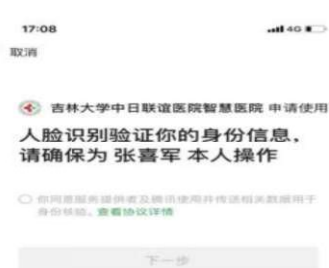 17:08
4G
取消
吉林大学中日联谊医院智慧医院 申请使用
人脸识别验证你的身份信息，
请确保为 张喜军 本人操作
你同意服务提供者及腾讯使用并传送相关数据用于
身份核验。查看协议详情
下一步